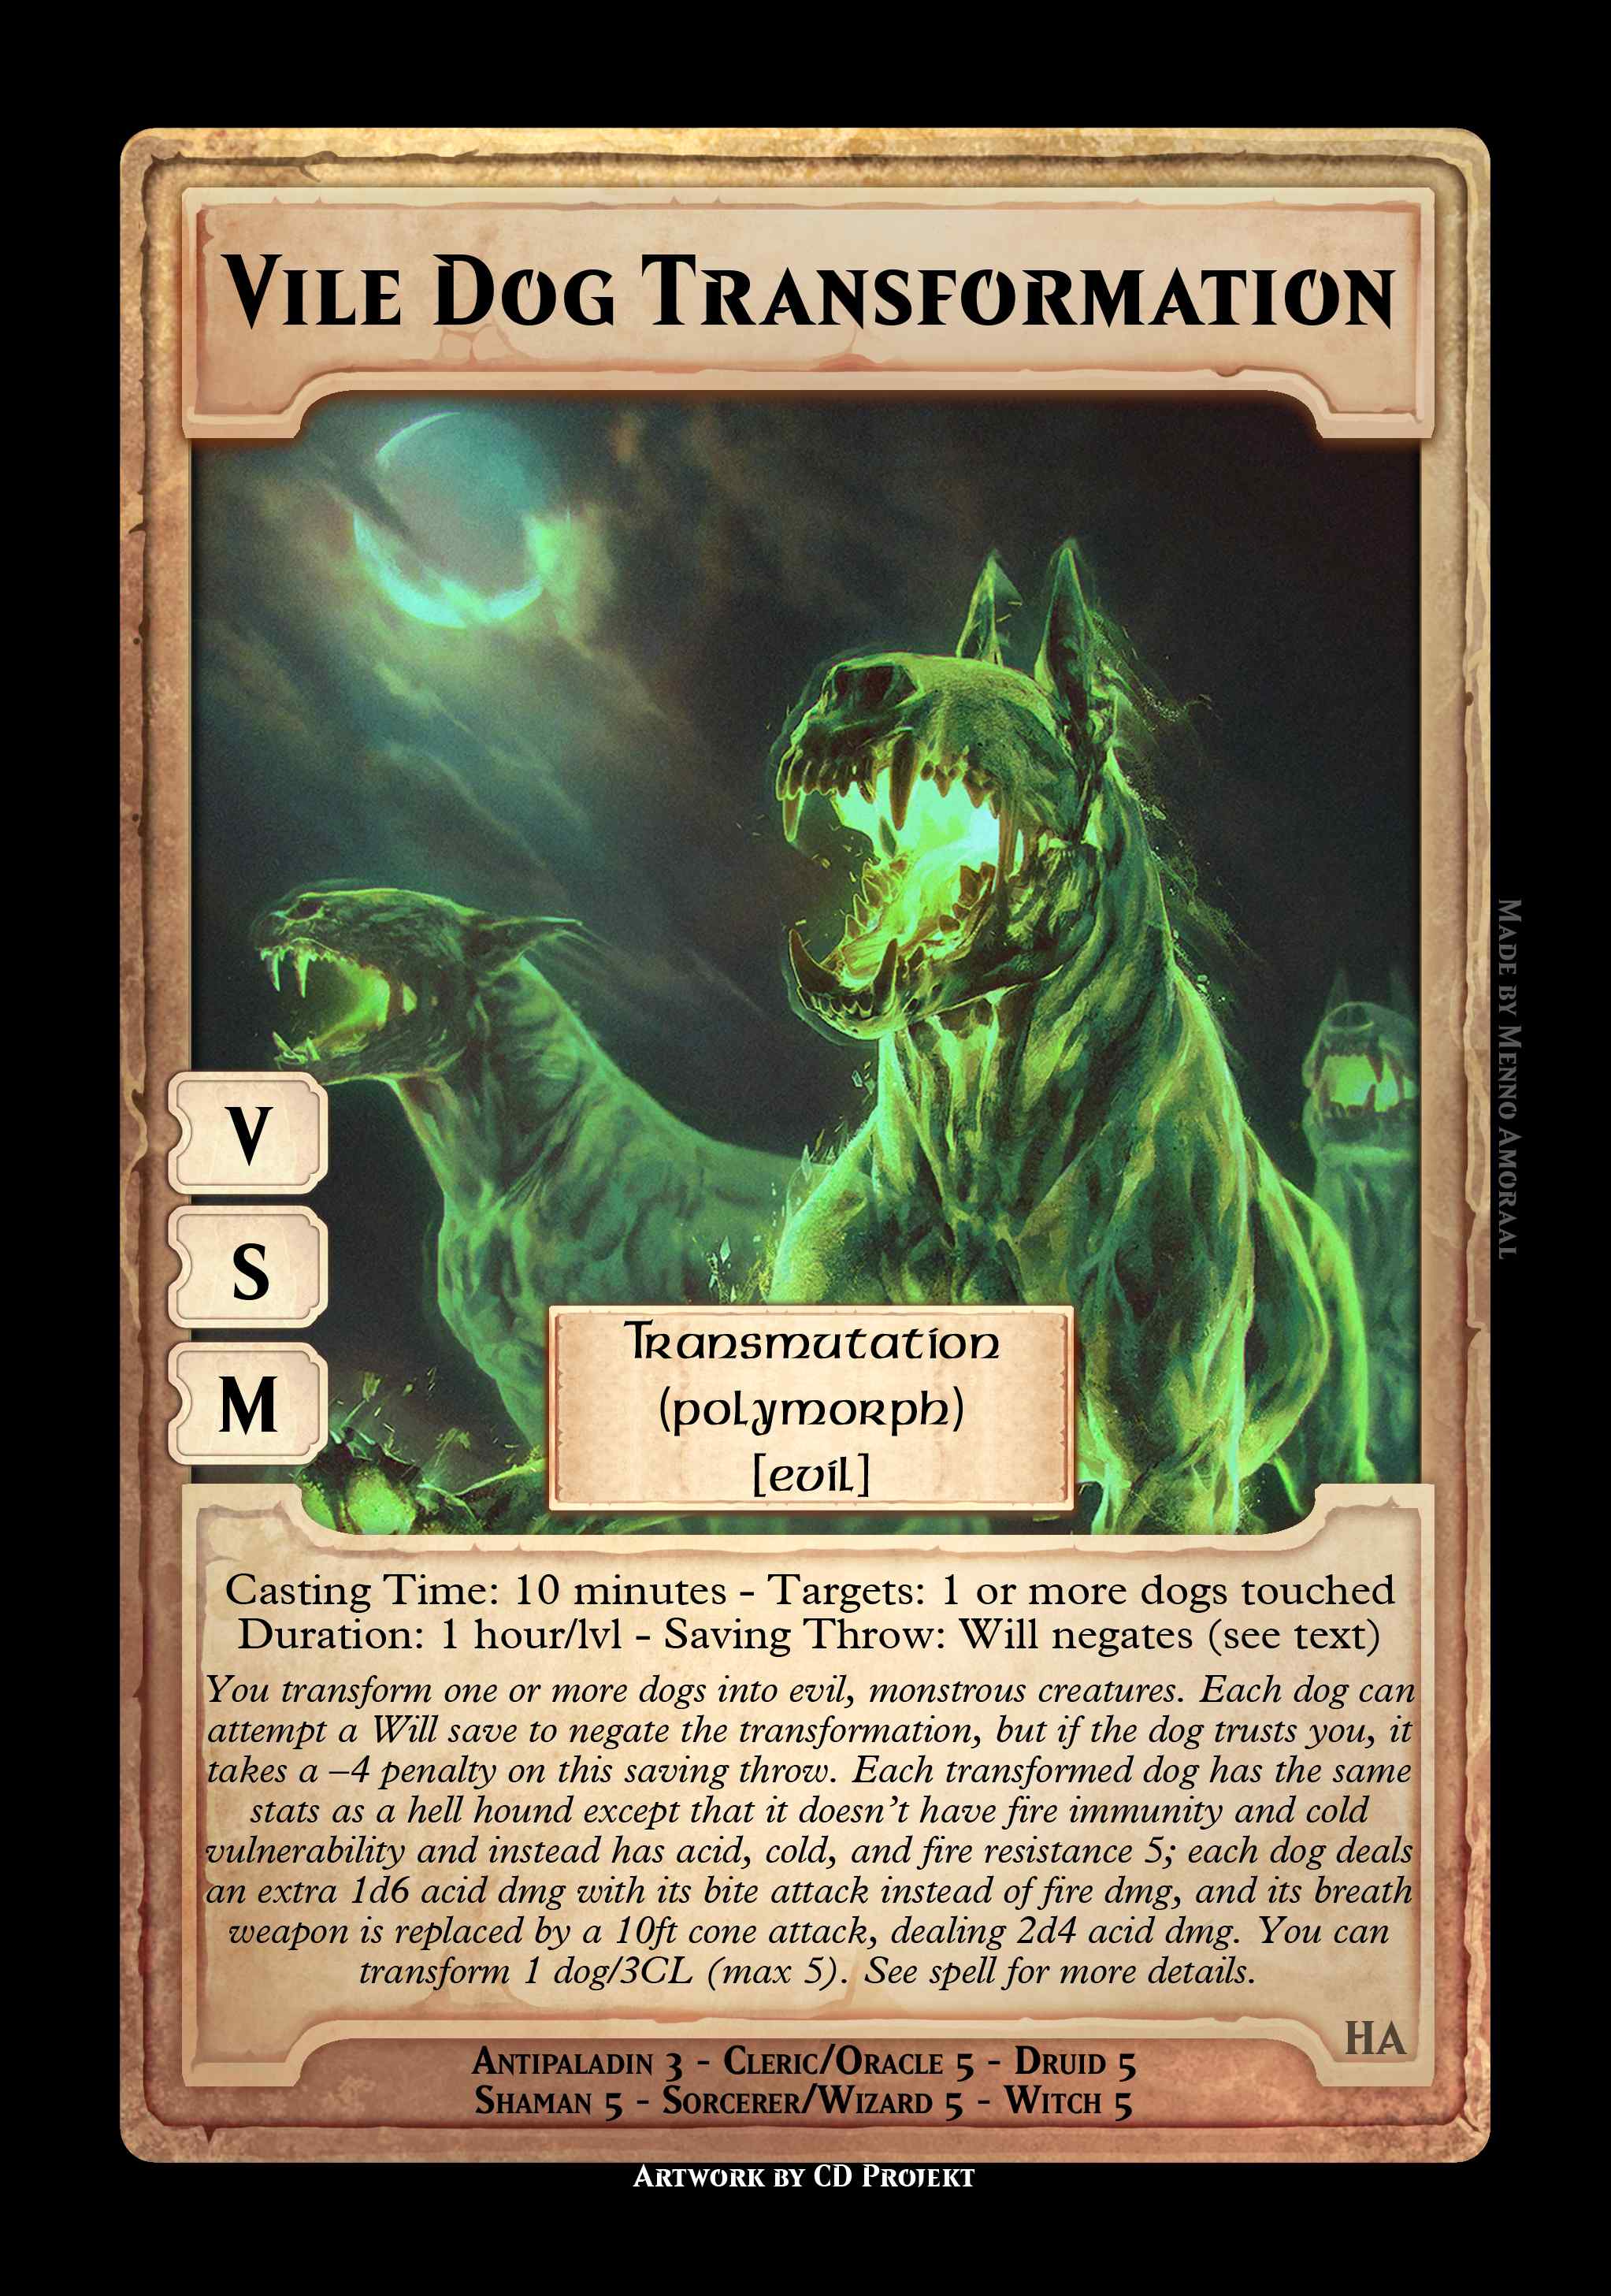 Vile Dog Transformation
V
S
M
Transmutation
(polymorph)
[evil]
Casting Time: 10 minutes - Targets: 1 or more dogs touched
Duration: 1 hour/lvl - Saving Throw: Will negates (see text)
You transform one or more dogs into evil, monstrous creatures. Each dog can
attempt a Will save to negate the transformation, but if the dog trusts you, it
takes a –4 penalty on this saving throw. Each transformed dog has the same
stats as a hell hound except that it doesn't have fire immunity and cold
vulnerability and instead has acid, cold, and fire resistance 5; each dog deals
an extra 1d6 acid dmg with its bite attack instead of fire dmg, and its breath
weapon is replaced by a 10ft cone attack, dealing 2d4 acid dmg. You can
transform 1 dog/3CL (max 5). See spell for more details.
HA
Antipaladin 3 - Cleric/Oracle 5 - Druid 5
Shaman 5 - Sorcerer/Wizard 5 - Witch 5
Artwork by CD Projekt
Made by Menno Amoraal